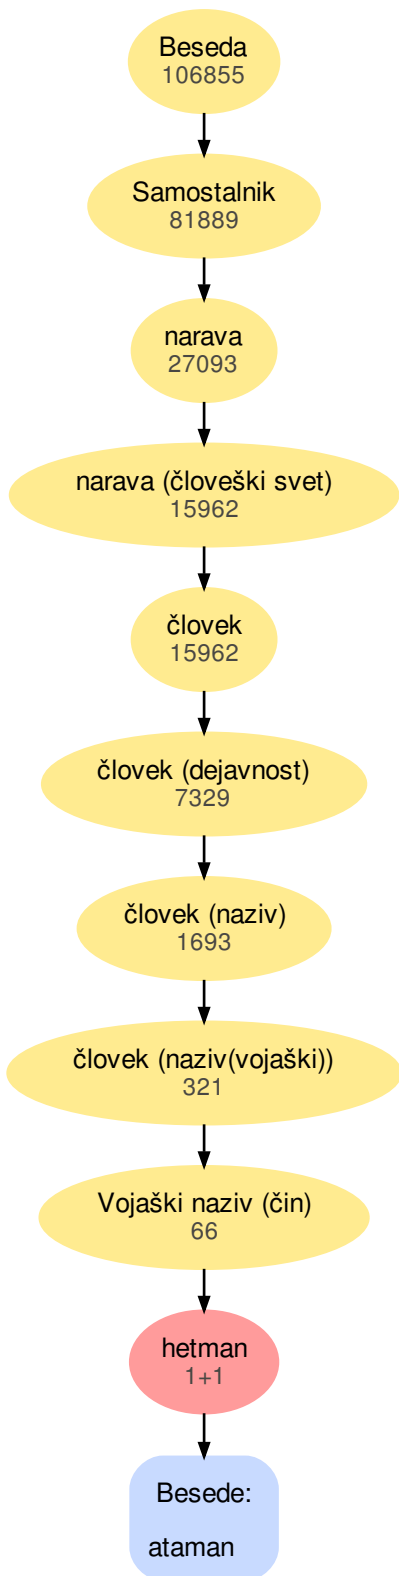 Beseda
106855
Samostalnik
81889
narava
27093
narava (človeški svet)
15962
človek
15962
človek (dejavnost)
7329
človek (naziv)
1693
človek (naziv(vojaški))
321
Vojaški naziv (čin)
66
hetman
1+1
Besede:
ataman